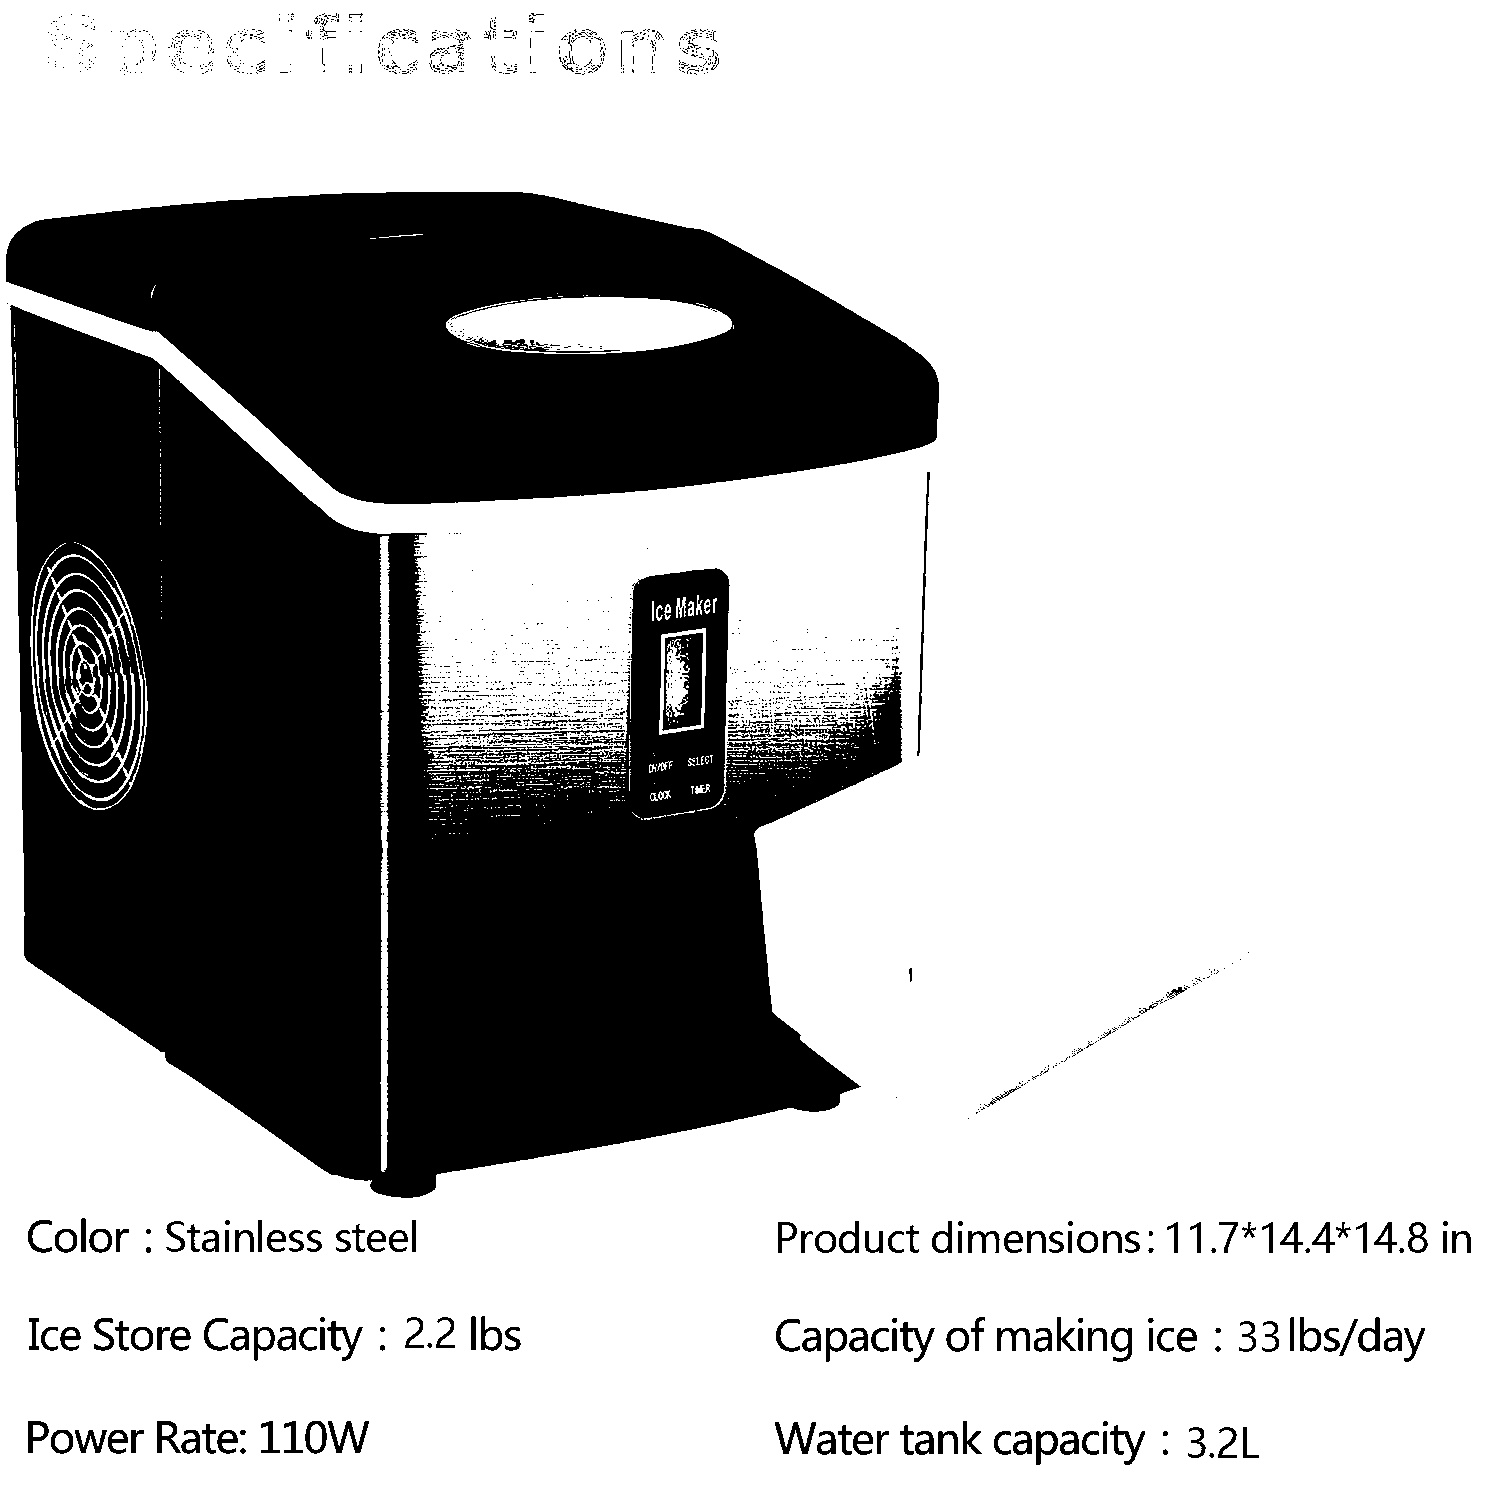 Specifications
Ice Maker
ON/OFF SELECT
CLOCK TIMER
Color : Stainless steel
Product dimensions: 11.7*14.4*14.8 in
Ice Store Capacity : 2.2 lbs
Capacity of making ice : 33 lbs/day
Power Rate: 110W
Water tank capacity : 3.2L